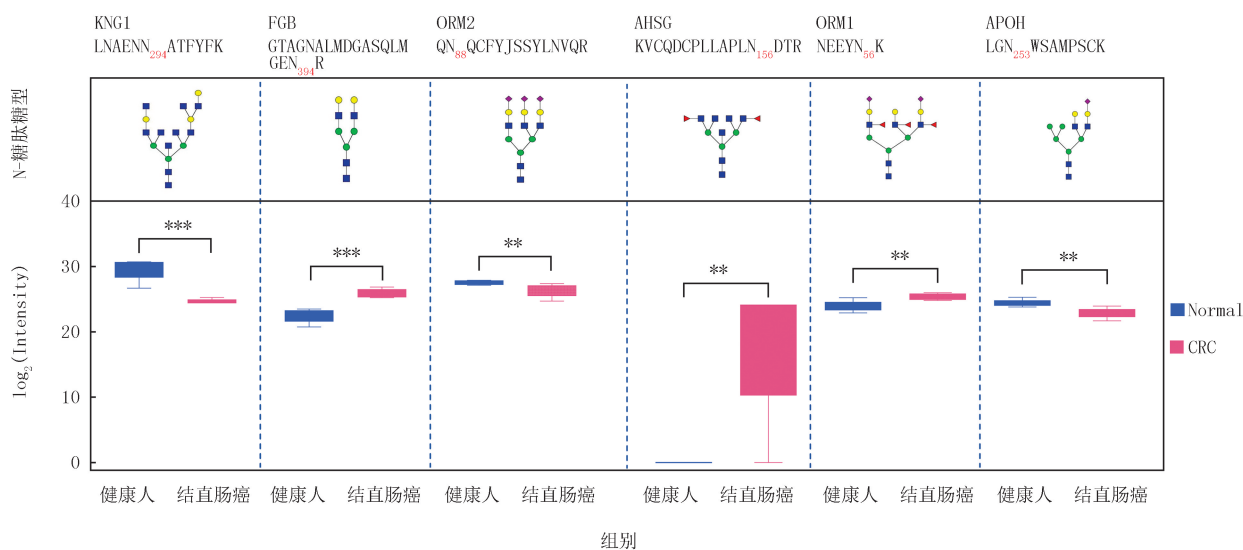 KNG1 FGB ORM2 AHSG ORM1 APOH
LNAENN294ATFYFK GTAGNALMDGASQLM QN88QCFYJSSYLNVQR KVCQDCPLLAPLN156DTR NEEYN56K LGN253WSAMPSCK
GEN394R
N-糖肽糖型
40
30
20
10
0
log2(Intensity)
*** *** ** ** ** **
Normal
CRC
健康人 结直肠癌 健康人 结直肠癌 健康人 结直肠癌 健康人 结直肠癌 健康人 结直肠癌 健康人 结直肠癌
组别